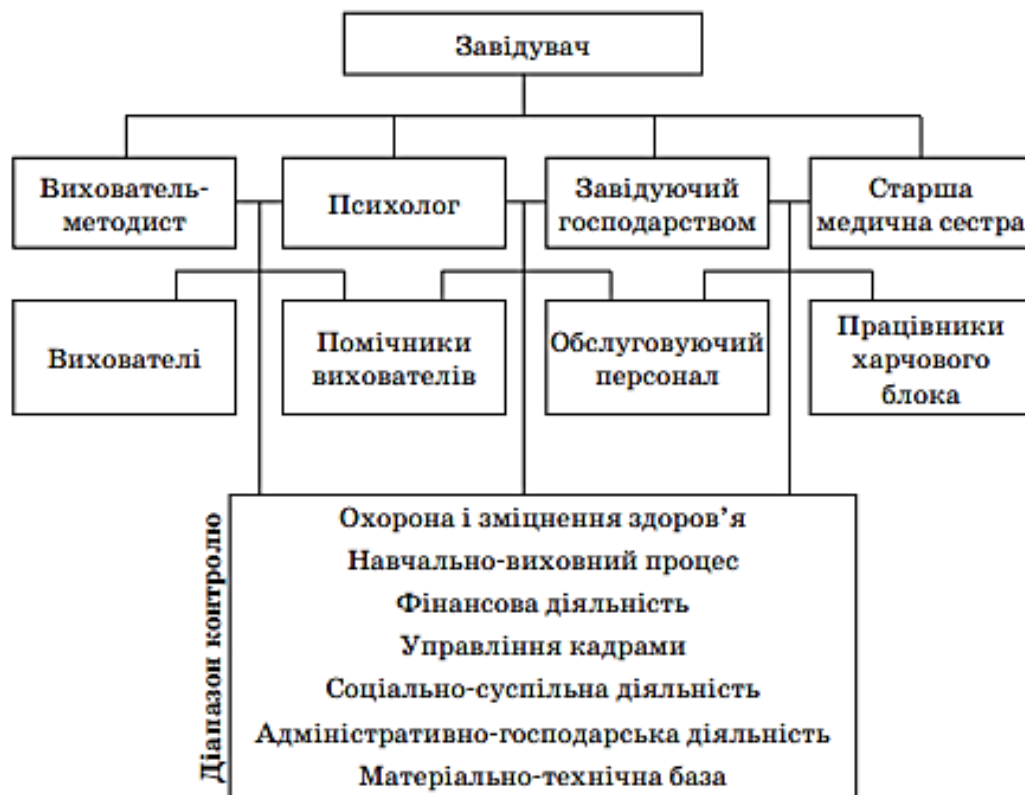 Завідувач
Вихователь-
методист
Психолог
Завідуючий
господарством
Старша
медична сестра
Вихователі
Помічники
вихователів
Обслуговуючий
персонал
Працівники
харчового
блока
Діапазон контролю
Охорона і зміцнення здоров’я
Навчально-виховний процес
Фінансова діяльність
Управління кадрами
Соціально-суспільна діяльність
Адміністративно-господарська діяльність
Матеріально-технічна база